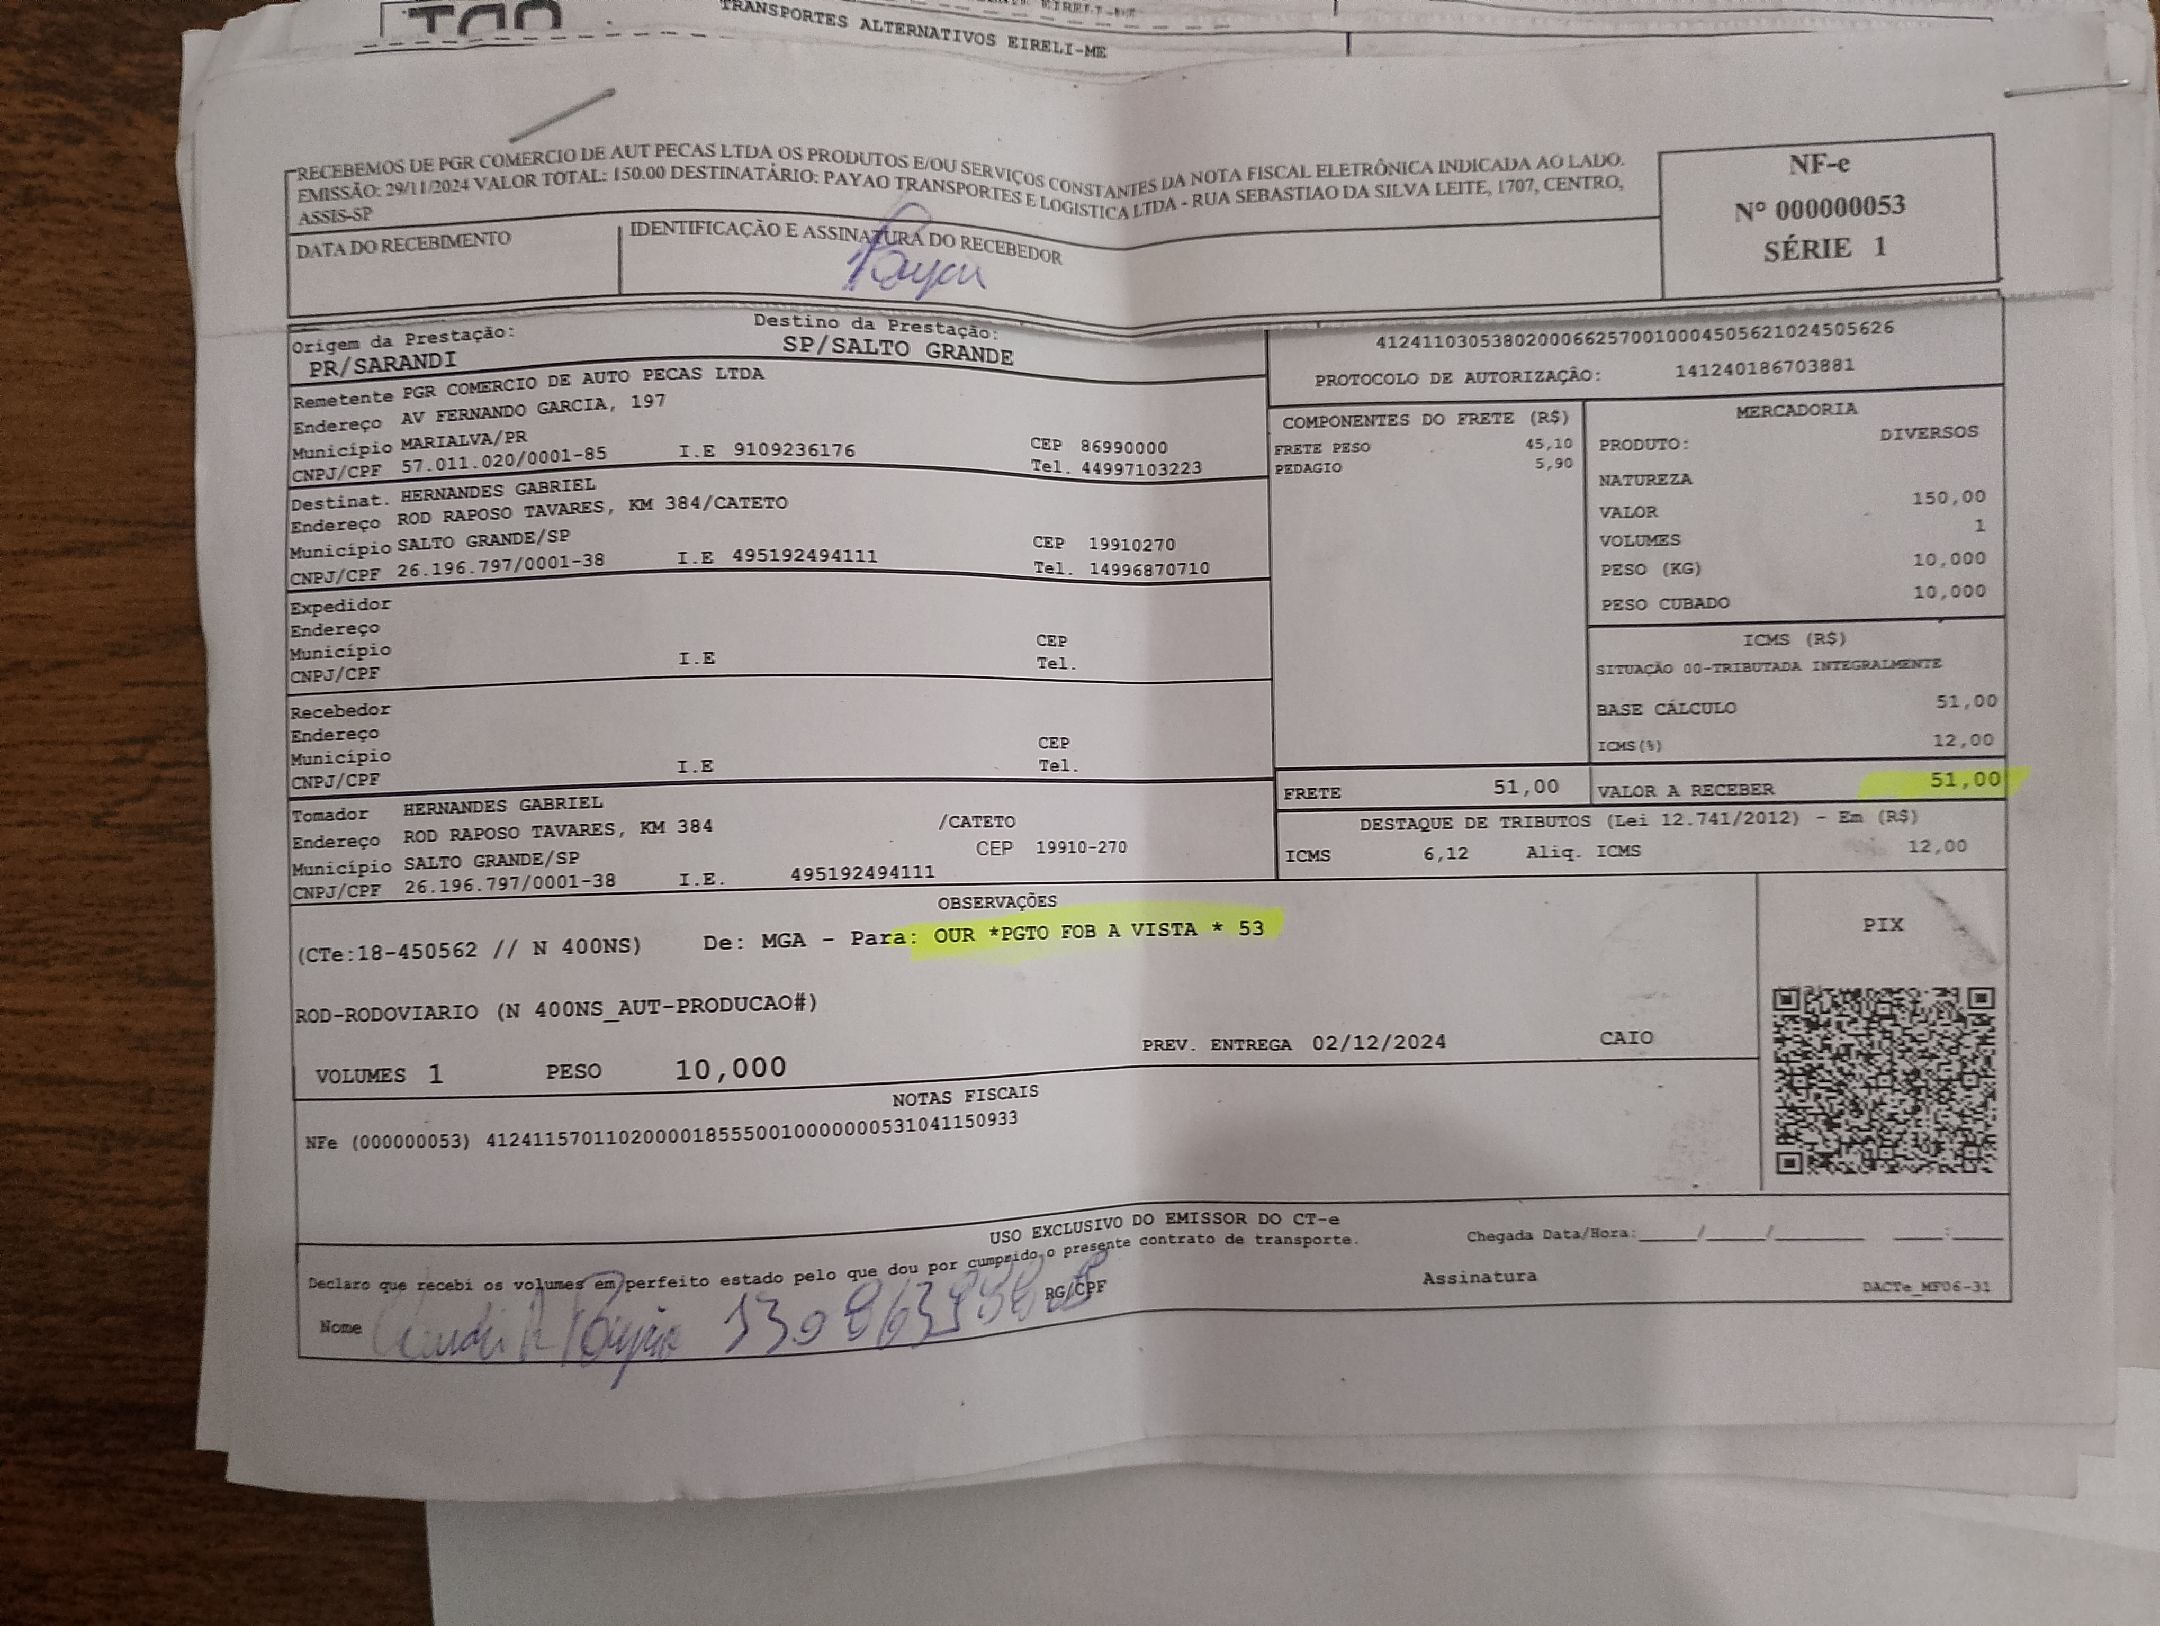 TRANSPORTES ALTERNATIVOS EIRELI-ME
RECEBEMOS DE PGR COMERCIO DE AUT PECAS LTDA OS PRODUTOS E/OU SERVIÇOS CONSTANTES DA NOTA FISCAL ELETRÔNICA INDICADA AO LADO.
EMISSÃO: 29/11/2024 VALOR TOTAL: 150.00 DESTINATÁRIO: PAYAO TRANSPORTES E LOGISTICA LTDA - RUA SEBASTIAO DA SILVA LEITE, 1707, CENTRO,
ASSIS-SP
DATA DO RECEBIMENTO
IDENTIFICAÇÃO E ASSINATURA DO RECEBEDOR
NF-e
Nº 000000053
SÉRIE 1
Origem da Prestação: Destino da Prestação:
PR/SARANDI SP/SALTO GRANDE
41241103053802000662570010004505621024505626
PROTOCOLO DE AUTORIZAÇÃO: 141240186703881
Remetente PGR COMERCIO DE AUTO PECAS LTDA
Endereço AV FERNANDO GARCIA, 197
Município MARIALVA/PR CEP 86990000
CNPJ/CPF 57.011.020/0001-85 I.E 9109236176 Tel. 44997103223
Destinat. HERNANDES GABRIEL
Endereço ROD RAPOSO TAVARES, KM 384/CATETO
Município SALTO GRANDE/SP CEP 19910270
CNPJ/CPF 26.196.797/0001-38 I.E 495192494111 Tel. 14996870710
Expedidor
Endereço
Município CEP
CNPJ/CPF I.E Tel.
Recebedor
Endereço
Município CEP
CNPJ/CPF I.E Tel.
Tomador HERNANDES GABRIEL
Endereço ROD RAPOSO TAVARES, KM 384 /CATETO
Município SALTO GRANDE/SP CEP 19910-270
CNPJ/CPF 26.196.797/0001-38 I.E. 495192494111
COMPONENTES DO FRETE (R$)
FRETE PESO 45,10
PEDAGIO 5,90
MERCADORIA
PRODUTO: DIVERSOS
NATUREZA
VALOR 150,00
VOLUMES 1
PESO (KG) 10,000
PESO CUBADO 10,000
ICMS (R$)
SITUAÇÃO 00-TRIBUTADA INTEGRALMENTE
BASE CÁLCULO 51,00
ICMS(%) 12,00
FRETE 51,00 VALOR A RECEBER 51,00
DESTAQUE DE TRIBUTOS (Lei 12.741/2012) - Em (R$)
ICMS 6,12 Aliq. ICMS 12,00
OBSERVAÇÕES
(CTe:18-450562 // N 400NS) De: MGA - Para: OUR *PGTO FOB A VISTA * 53
ROD-RODOVIARIO (N 400NS_AUT-PRODUCAO#)
VOLUMES 1 PESO 10,000 PREV. ENTREGA 02/12/2024 CAIO
PIX
NOTAS FISCAIS
NFe (000000053) 41241157011020000185550010000000531041150933
USO EXCLUSIVO DO EMISSOR DO CT-e
Declaro que recebi os volumes em perfeito estado pelo que dou por cumprido o presente contrato de transporte.
Chegada Data/Hora:____/____/______ ___:___
Nome RG/CPF Assinatura
DACTe_MF06-31